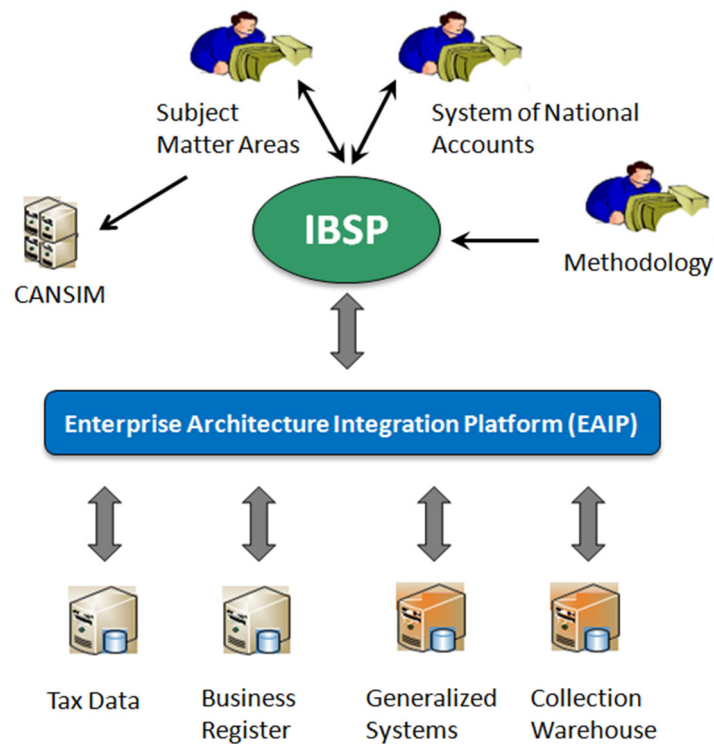 Subject
Matter Areas
System of National
Accounts
IBSP
Methodology
CANSIM
Enterprise Architecture Integration Platform (EAIP)
Tax Data
Business
Register
Generalized
Systems
Collection
Warehouse